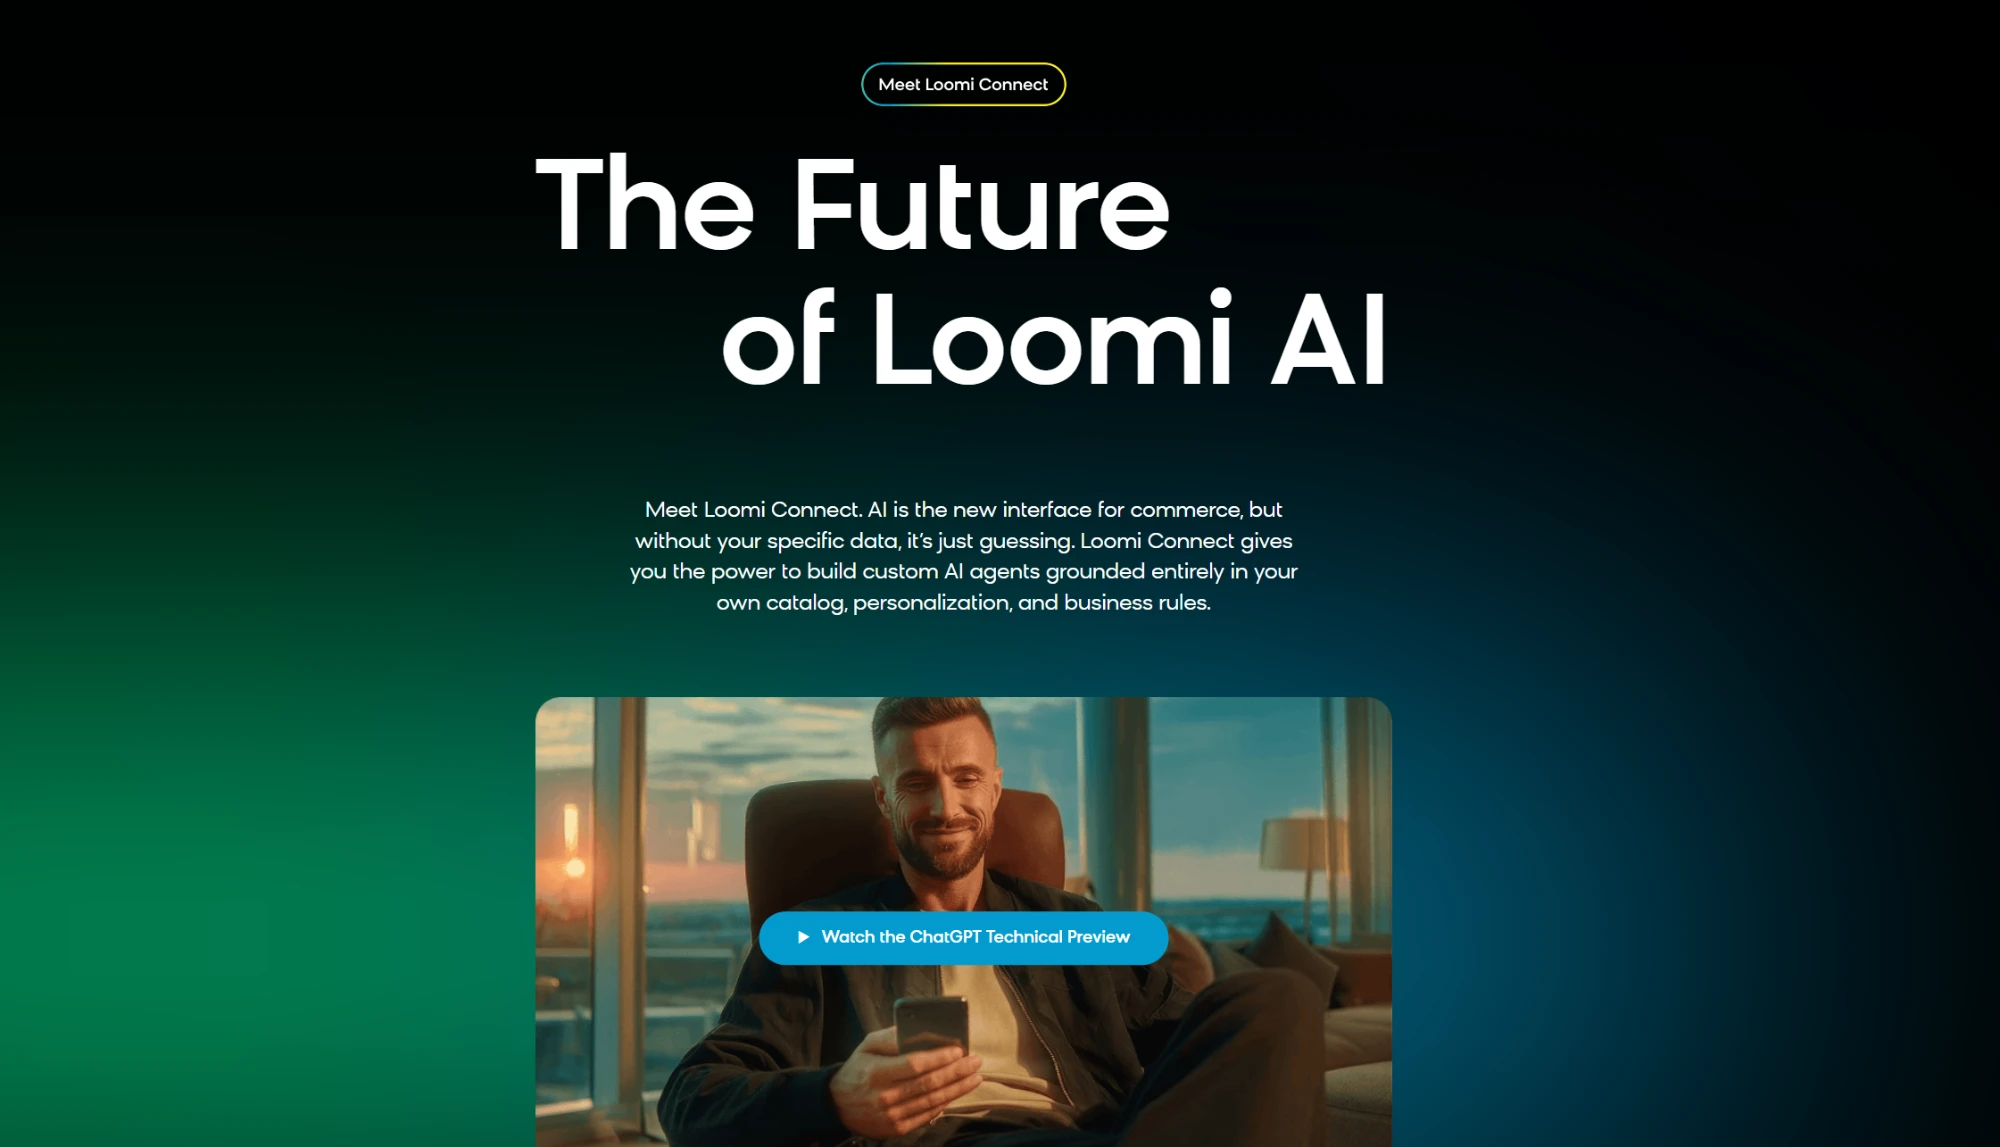 Meet Loomi Connect
The Future
of Loomi AI
Meet Loomi Connect. AI is the new interface for commerce, but
without your specific data, it's just guessing. Loomi Connect gives
you the power to build custom AI agents grounded entirely in your
own catalog, personalization, and business rules.
Watch the ChatGPT Technical Preview